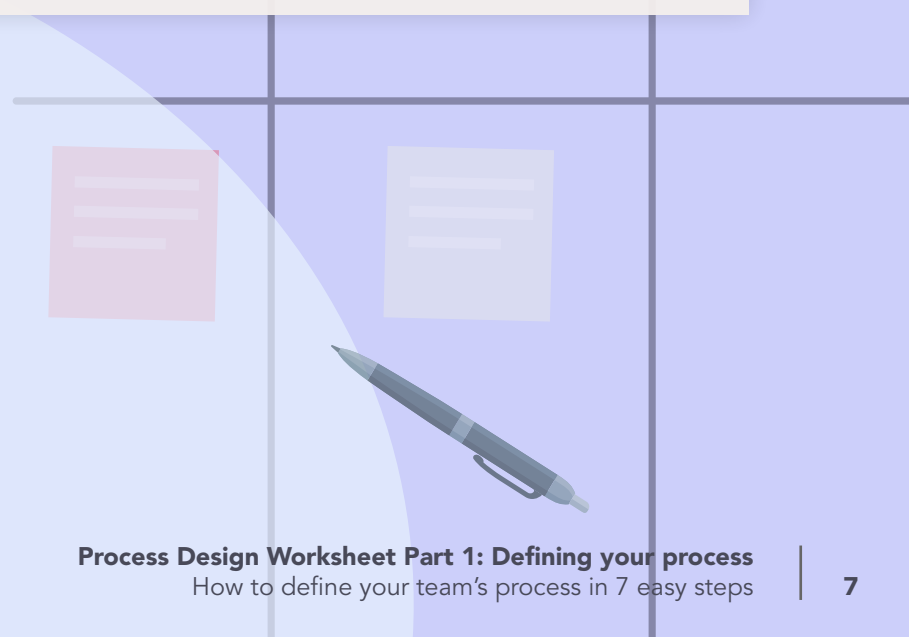 Process Design Worksheet Part 1: Defining your process
How to define your team’s process in 7 easy steps
7